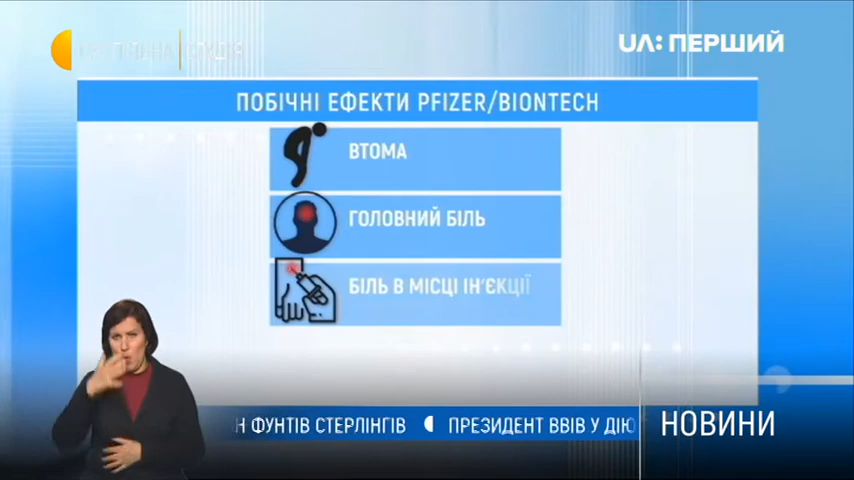 UA: ПЕРШИЙ
ПОБІЧНІ ЕФЕКТИ PFIZER/BIONTECH
ВТОМА
ГОЛОВНИЙ БІЛЬ
БІЛЬ В МІСЦІ ІН'ЄКЦІЇ
Н ФУНТІВ СТЕРЛІНГІВ ПРЕЗИДЕНТ ВВІВ У ДІЮ
НОВИНИ